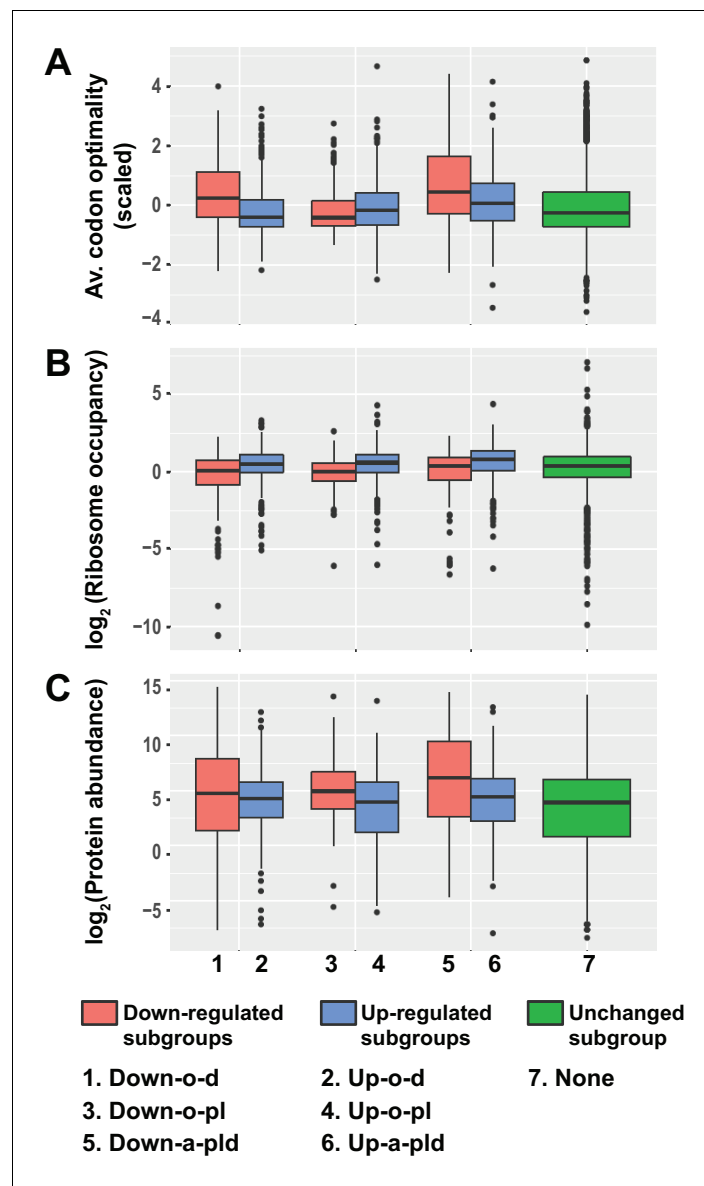 A
Av. codon optimality
(scaled)
4
2
0
−2
−4
B
log2(Ribosome occupancy)
5
0
−5
−10
C
log2(Protein abundance)
15
10
5
0
−5
1 2 3 4 5 6 7
Down-regulated subgroups
Up-regulated subgroups
Unchanged subgroup
1. Down-o-d
2. Up-o-d
7. None
3. Down-o-pl
4. Up-o-pl
5. Down-a-pld
6. Up-a-pld